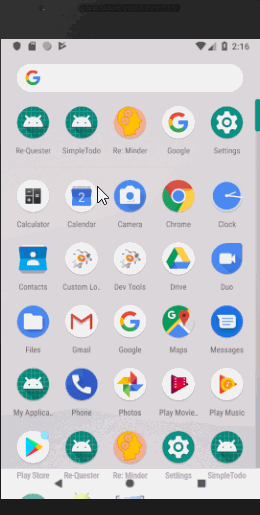 2:16
G
Re-Quester SimpleTodo Re: Minder Google Settings
2
Calculator Calendar Camera Chrome Clock
Contacts Custom Lo.. Dev Tools Drive Duo
Files Gmail Google Maps Messages
My Applica.. Phone Photos Play Movie.. Play Music
Play Store Re-Quester Re: Minder Settings SimpleTodo